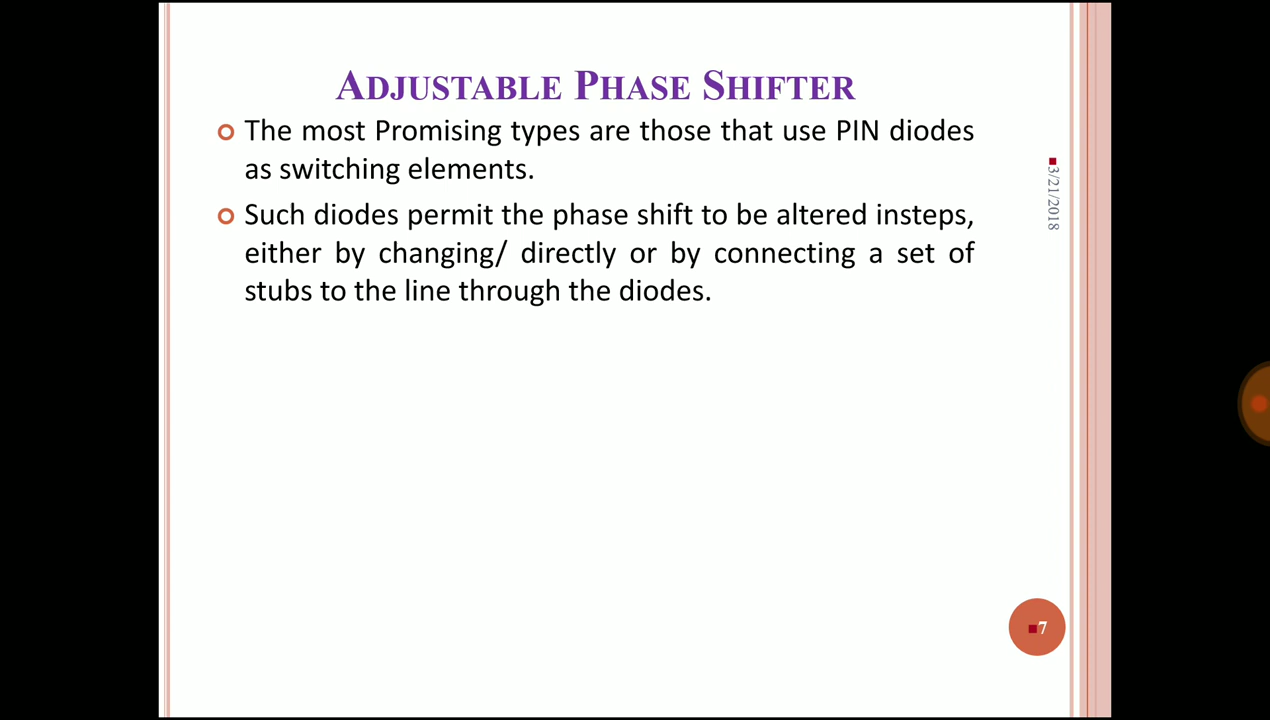 ADJUSTABLE PHASE SHIFTER
The most Promising types are those that use PIN diodes
as switching elements.
Such diodes permit the phase shift to be altered insteps,
either by changing/ directly or by connecting a set of
stubs to the line through the diodes.
3/21/2018
7